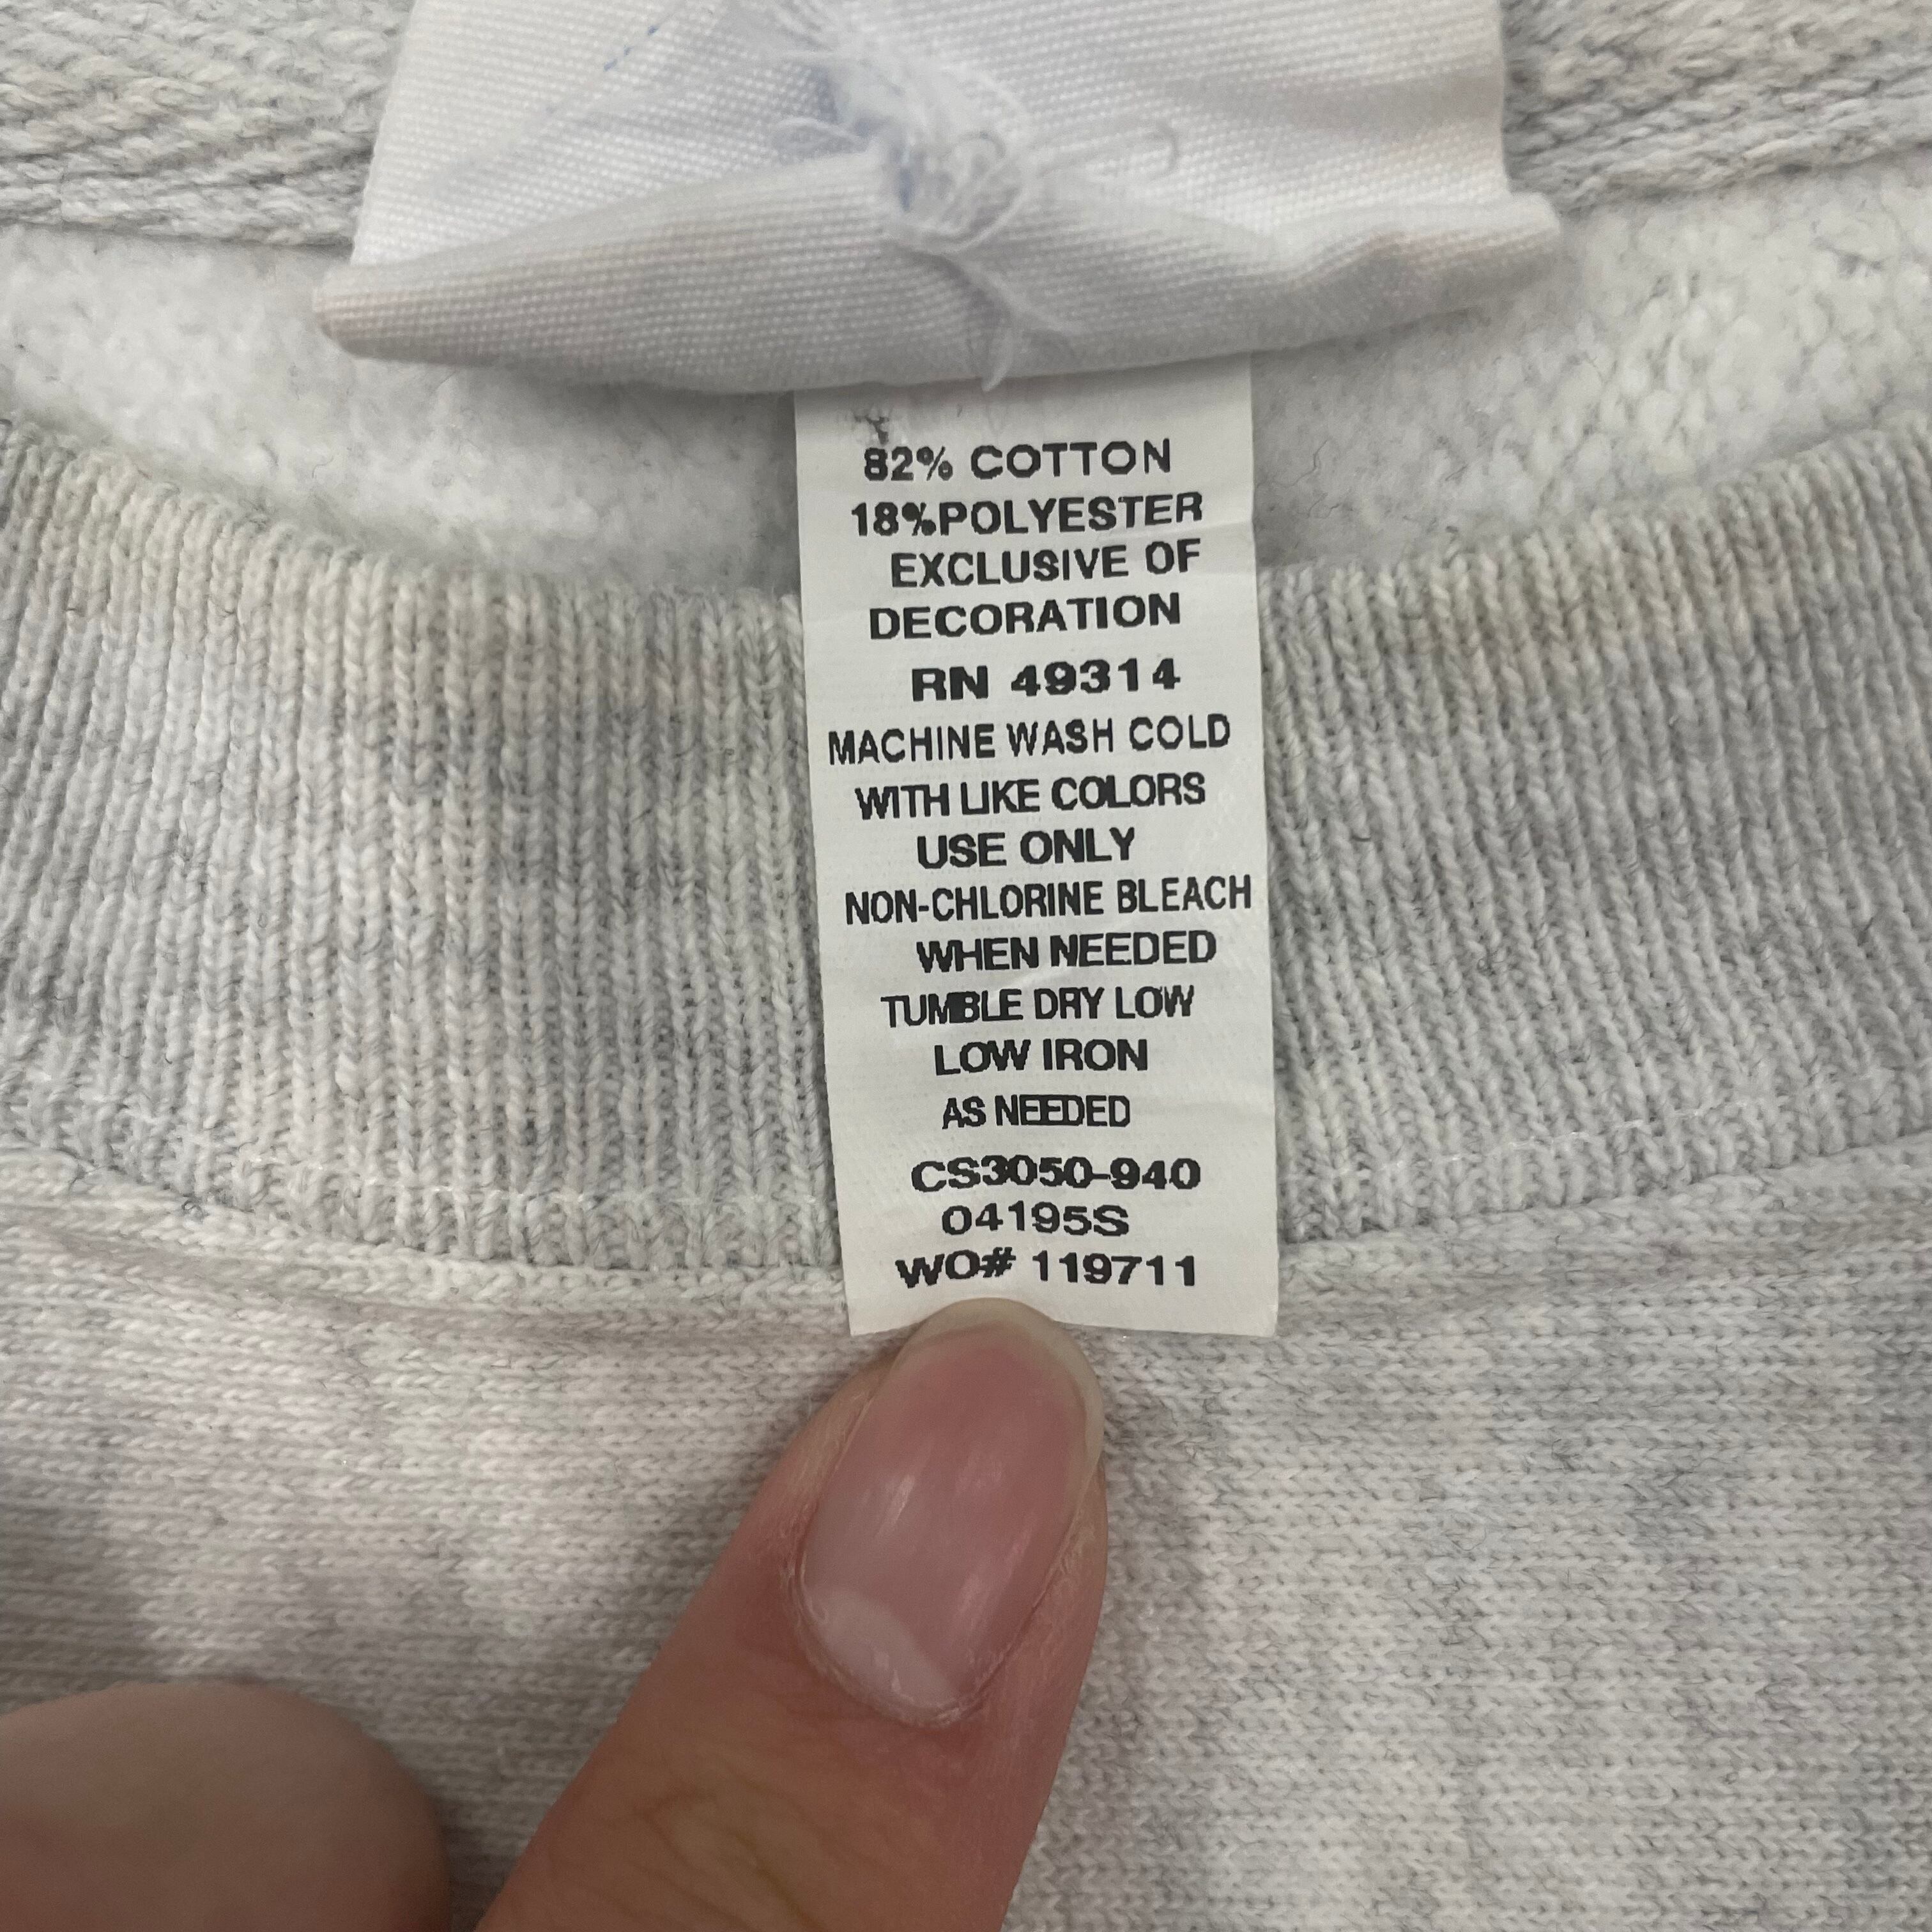 82% COTTON
18%POLYESTER
EXCLUSIVE OF
DECORATION
RN 49314
MACHINE WASH COLD
WITH LIKE COLORS
USE ONLY
NON-CHLORINE BLEACH
WHEN NEEDED
TUMBLE DRY LOW
LOW IRON
AS NEEDED
CS3050-940
04195S
WO# 119711